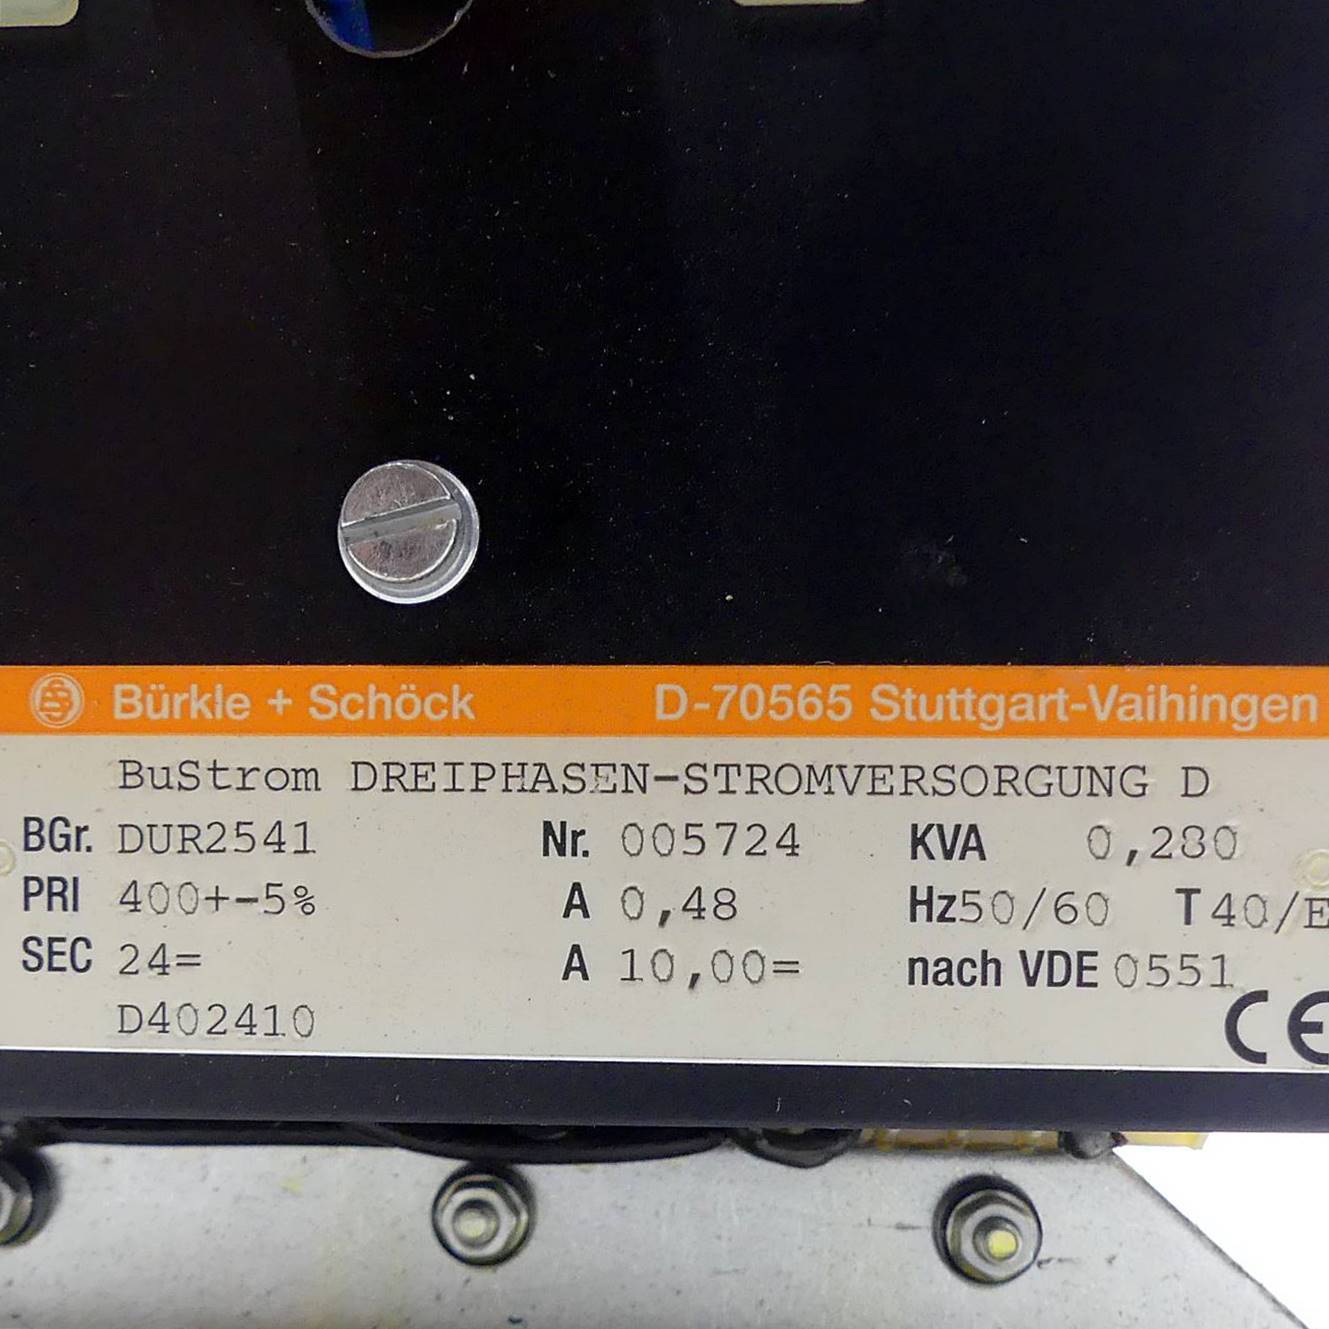 Bürkle + Schöck D-70565 Stuttgart-Vaihingen
BuStrom DREIPHASEN-STROMVERSORGUNG D
BGr. DUR2541 Nr. 005724 KVA 0,280
PRI 400+-5% A 0,48 Hz50/60 T40/E
SEC 24= A 10,00= nach VDE 0551
D402410 CE